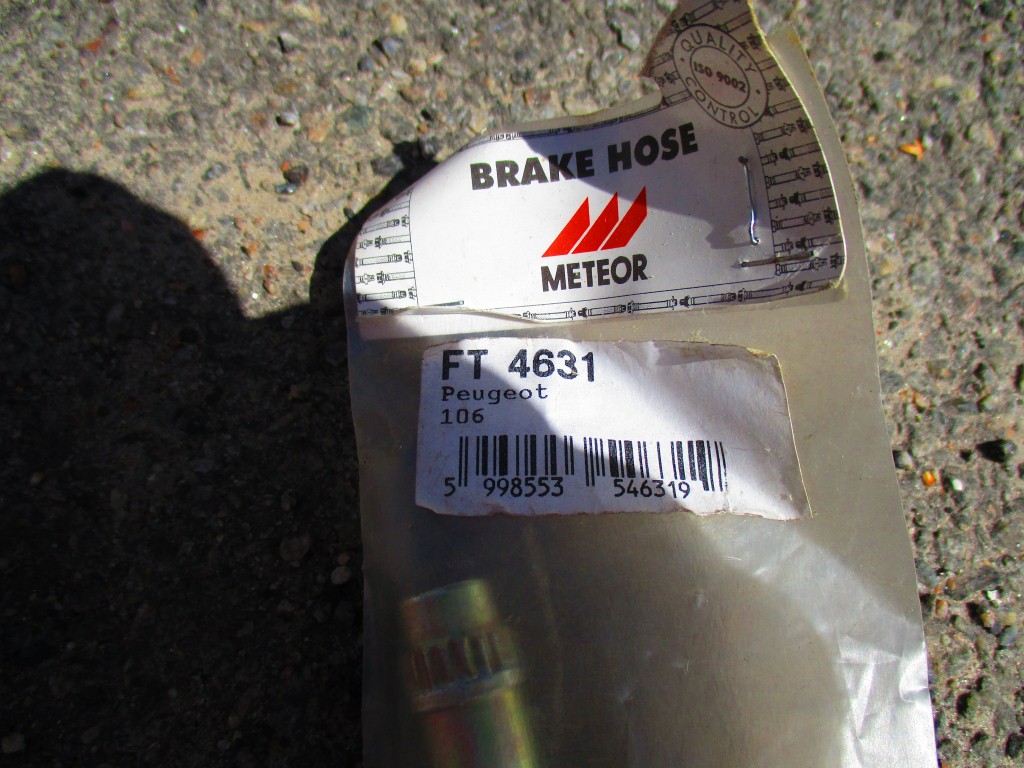 QUALITY
ISO 9002
CONTROL
BRAKE HOSE
METEOR
FT 4631
Peugeot
106
5 998553 546319